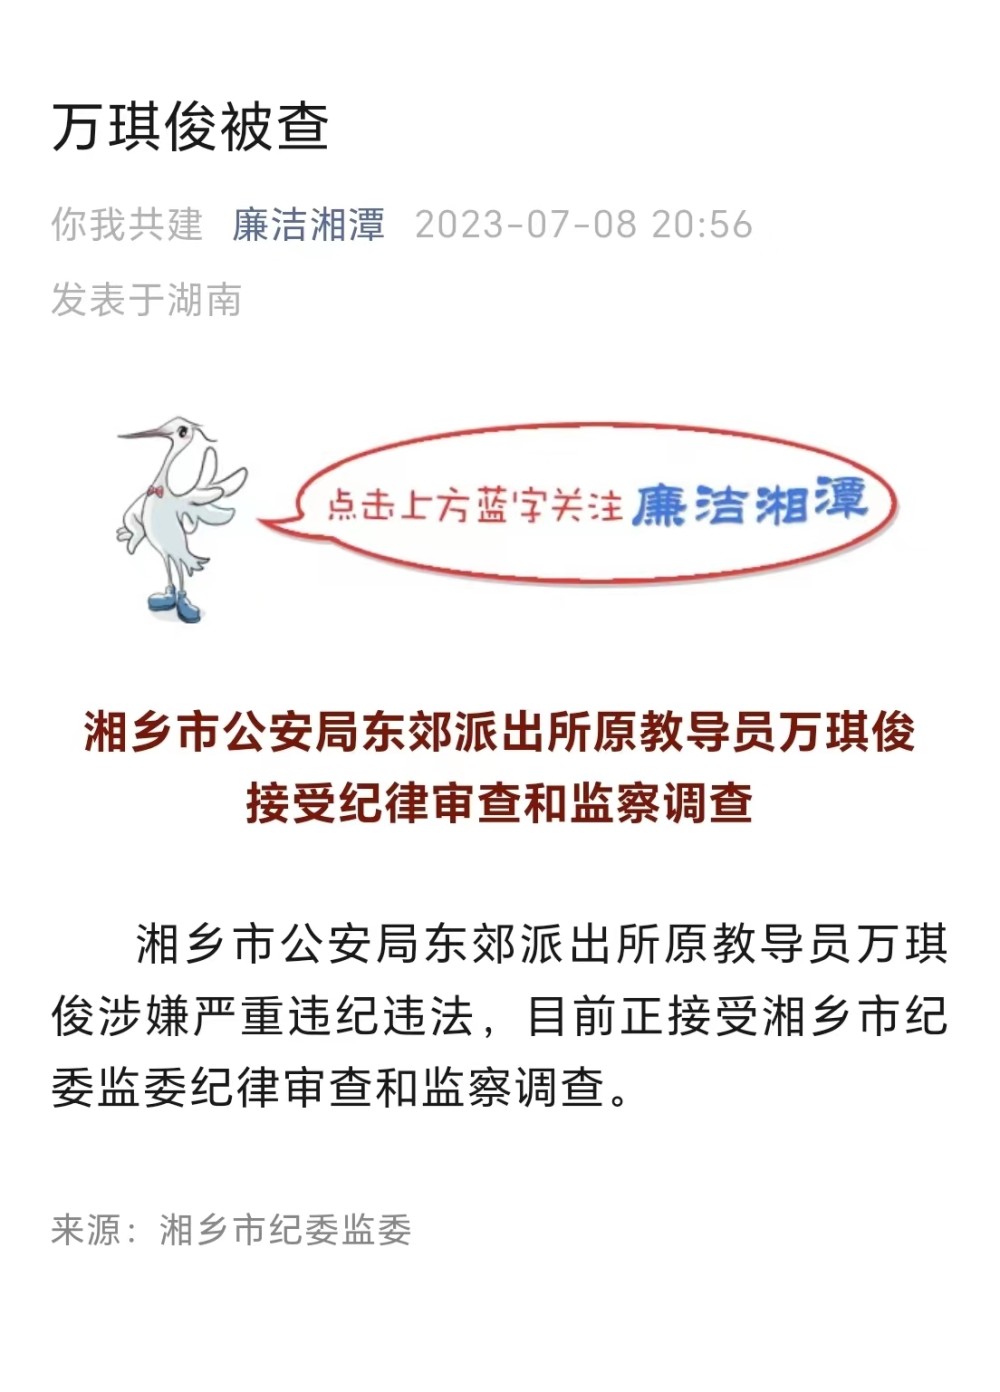 万琪俊被查
你我共建 廉洁湘潭 2023-07-08 20:56
发表于湖南
点击上方蓝字关注廉洁湘潭
湘乡市公安局东郊派出所原教导员万琪俊
接受纪律审查和监察调查
湘乡市公安局东郊派出所原教导员万琪
俊涉嫌严重违纪违法，目前正接受湘乡市纪
委监委纪律审查和监察调查。
来源：湘乡市纪委监委